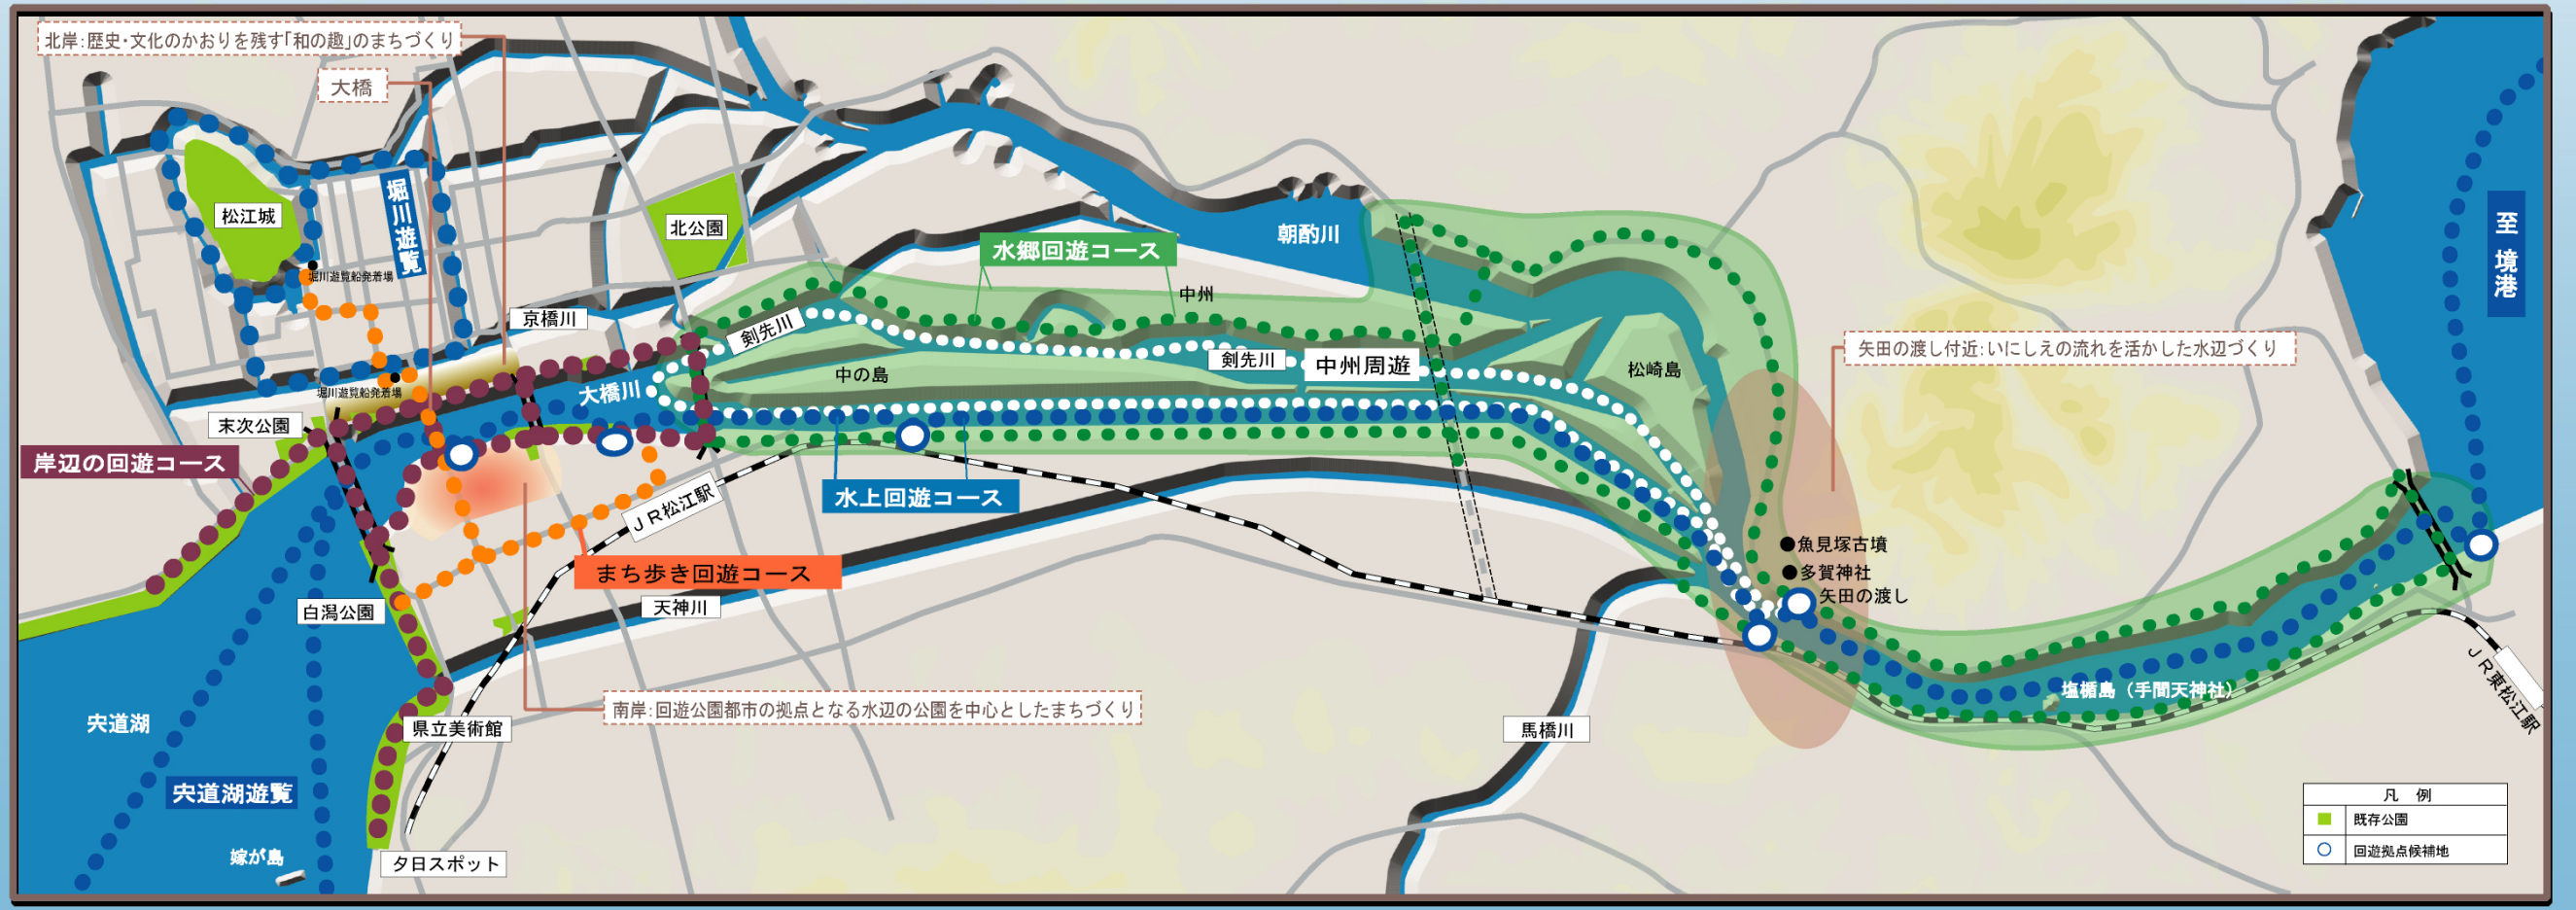 北岸:歴史・文化のかおりを残す「和の趣」のまちづくり
大橋
松江城
堀川遊覧
北公園
堀川遊覧船発着場
京橋川
堀川遊覧船発着場
末次公園
岸辺の回遊コース
大橋川
剣先川
水郷回遊コース
中州
朝酌川
中の島
剣先川
中州周遊
松崎島
矢田の渡し付近:いにしえの流れを活かした水辺づくり
至 境港
水上回遊コース
JR松江駅
まち歩き回遊コース
天神川
白潟公園
魚見塚古墳
多賀神社
矢田の渡し
塩楯島（手間天神社）
JR東松江駅
南岸:回遊公園都市の拠点となる水辺の公園を中心としたまちづくり
県立美術館
馬橋川
宍道湖
宍道湖遊覧
嫁が島
夕日スポット
凡 例
既存公園
回遊拠点候補地